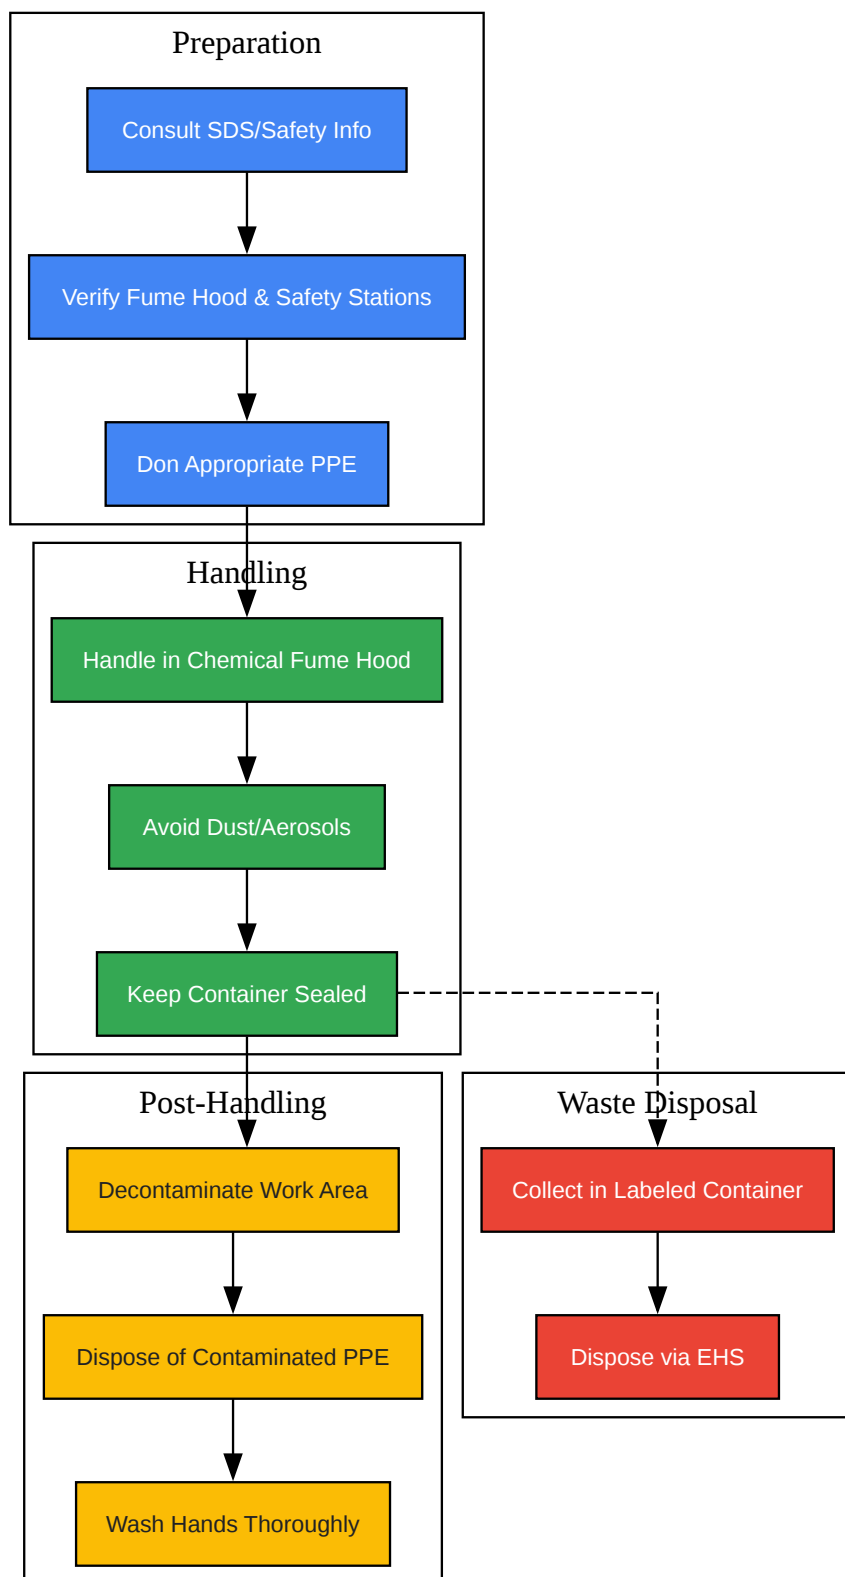 Preparation
Consult SDS/Safety Info
Verify Fume Hood & Safety Stations
Don Appropriate PPE
Handling
Handle in Chemical Fume Hood
Avoid Dust/Aerosols
Keep Container Sealed
Post-Handling
Decontaminate Work Area
Dispose of Contaminated PPE
Wash Hands Thoroughly
Waste Disposal
Collect in Labeled Container
Dispose via EHS